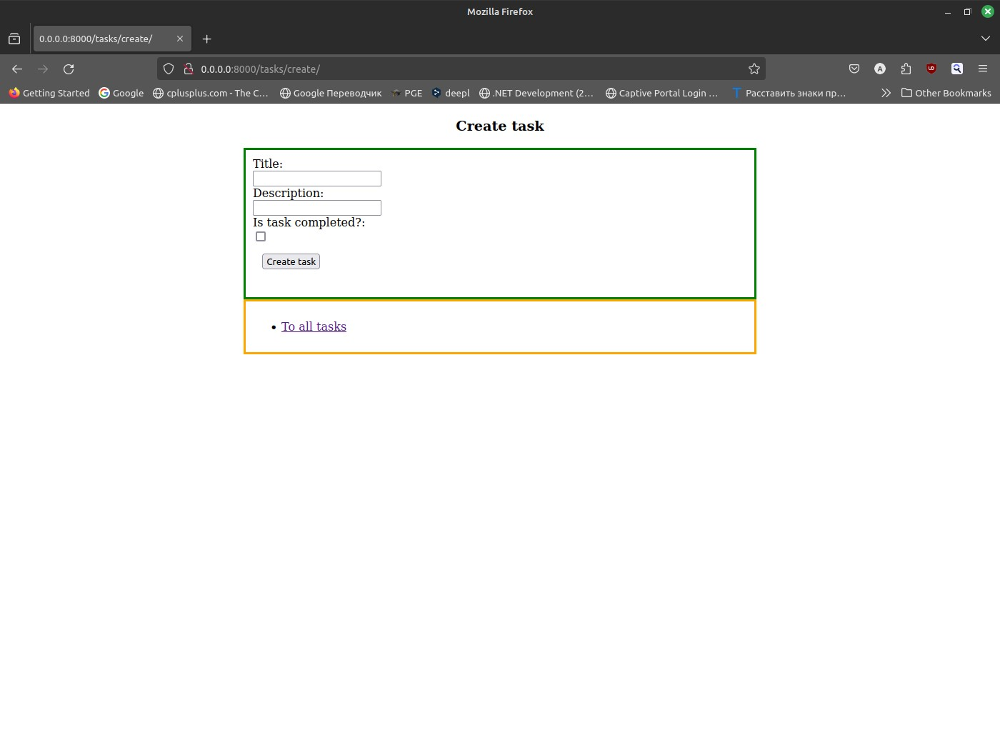 Mozilla Firefox
0.0.0.0:8000/tasks/create/
0.0.0.0:8000/tasks/create/
Getting Started Google cplusplus.com - The C… Google Переводчик PGE deepl .NET Development (2… Captive Portal Login … Расставить знаки пр… Other Bookmarks
Create task
Title:
Description:
Is task completed?:
Create task
To all tasks